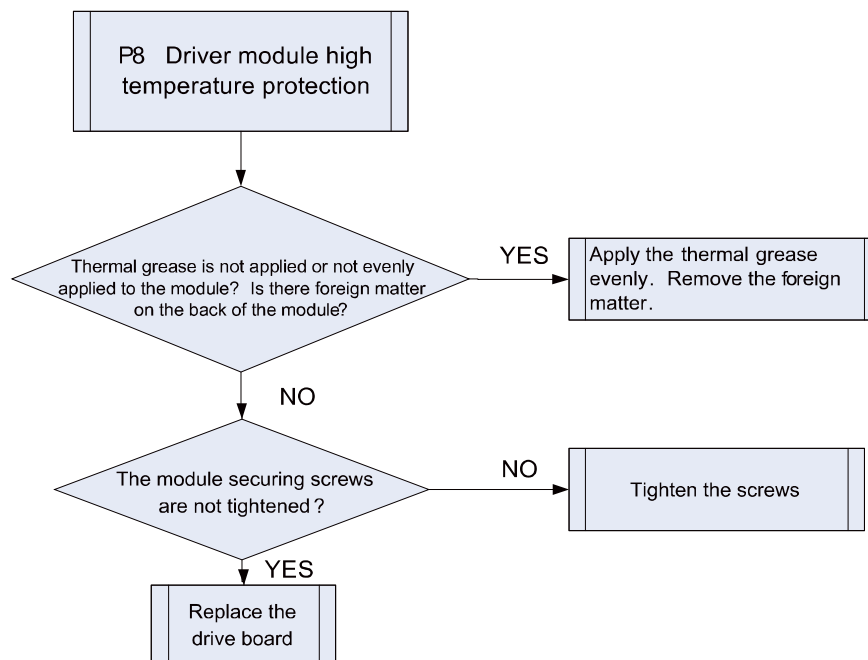 P8 Driver module high
temperature protection
Thermal grease is not applied or not evenly
applied to the module? Is there foreign matter
on the back of the module?
YES
Apply the thermal grease
evenly. Remove the foreign
matter.
NO
The module securing screws
are not tightened?
NO
Tighten the screws
YES
Replace the
drive board